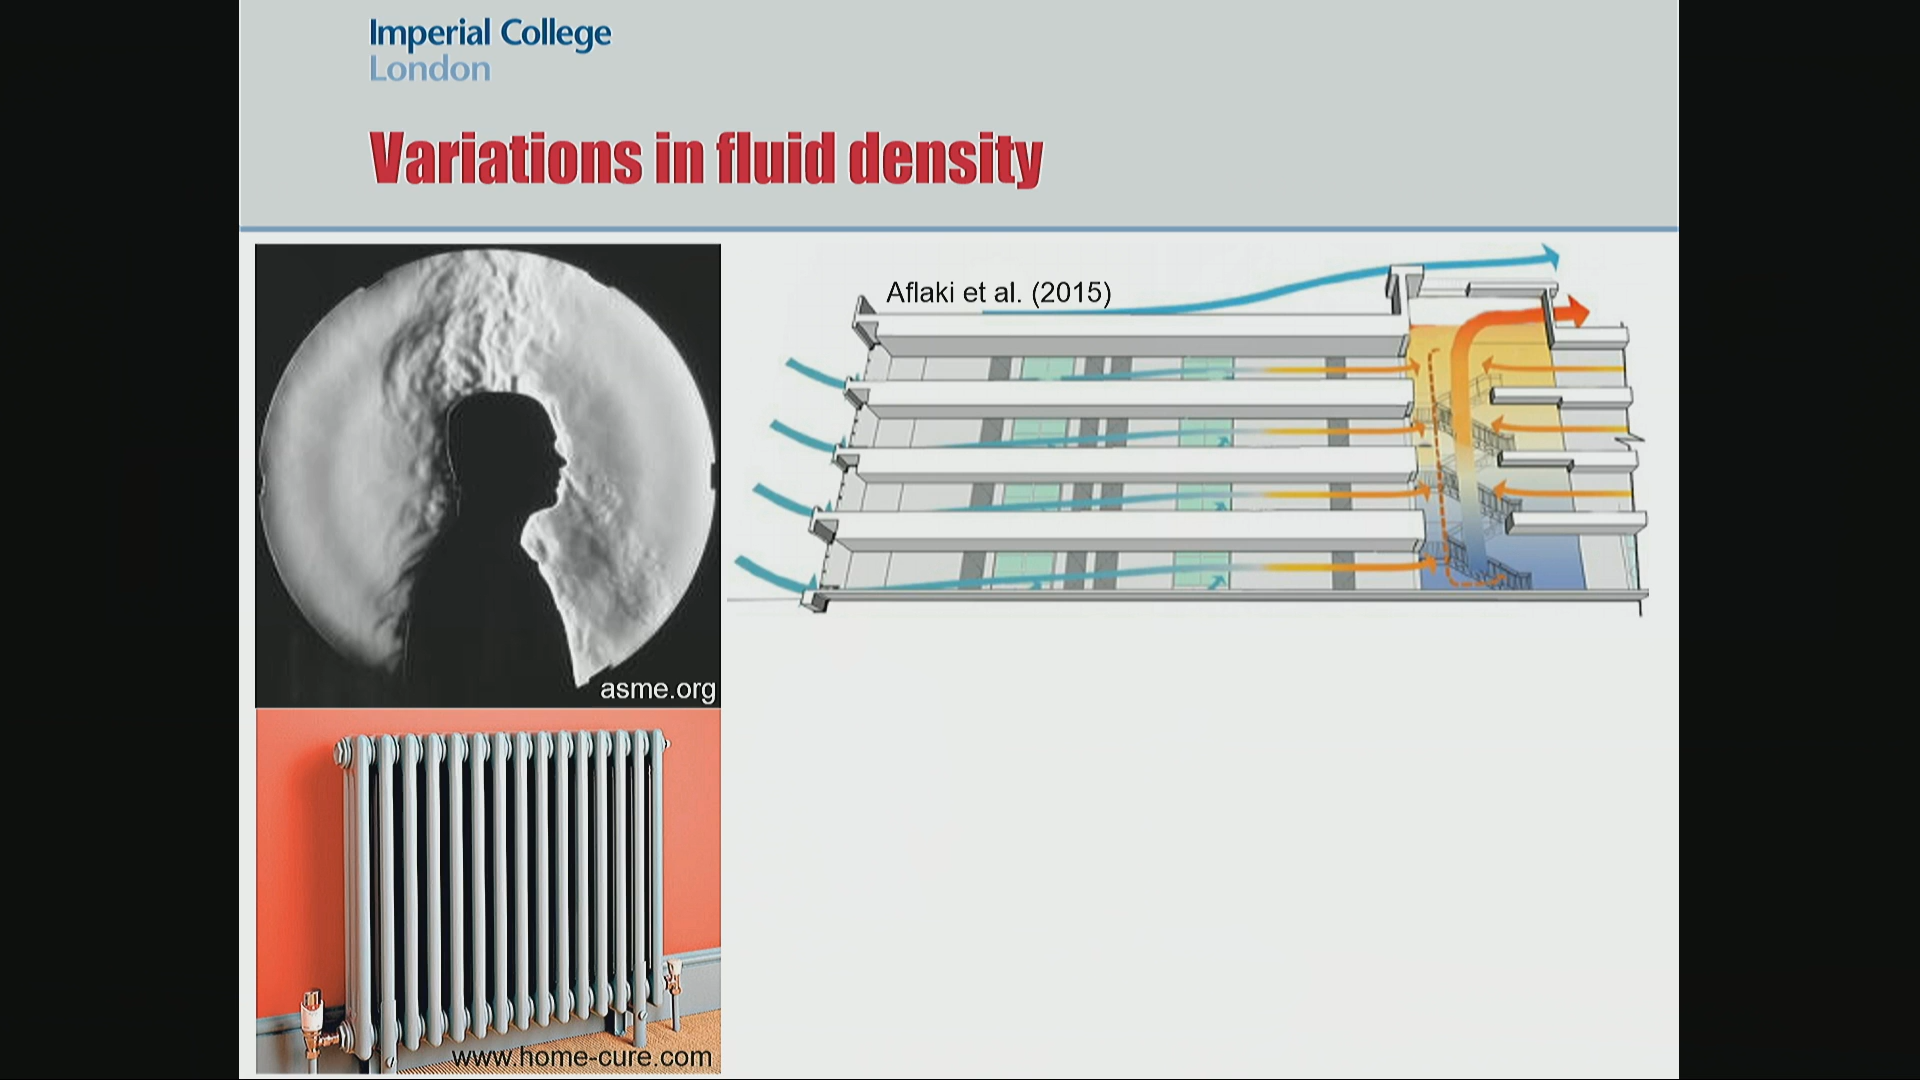 Imperial College
London
Variations in fluid density
Aflaki et al. (2015)
asme.org
www.home-cure.com